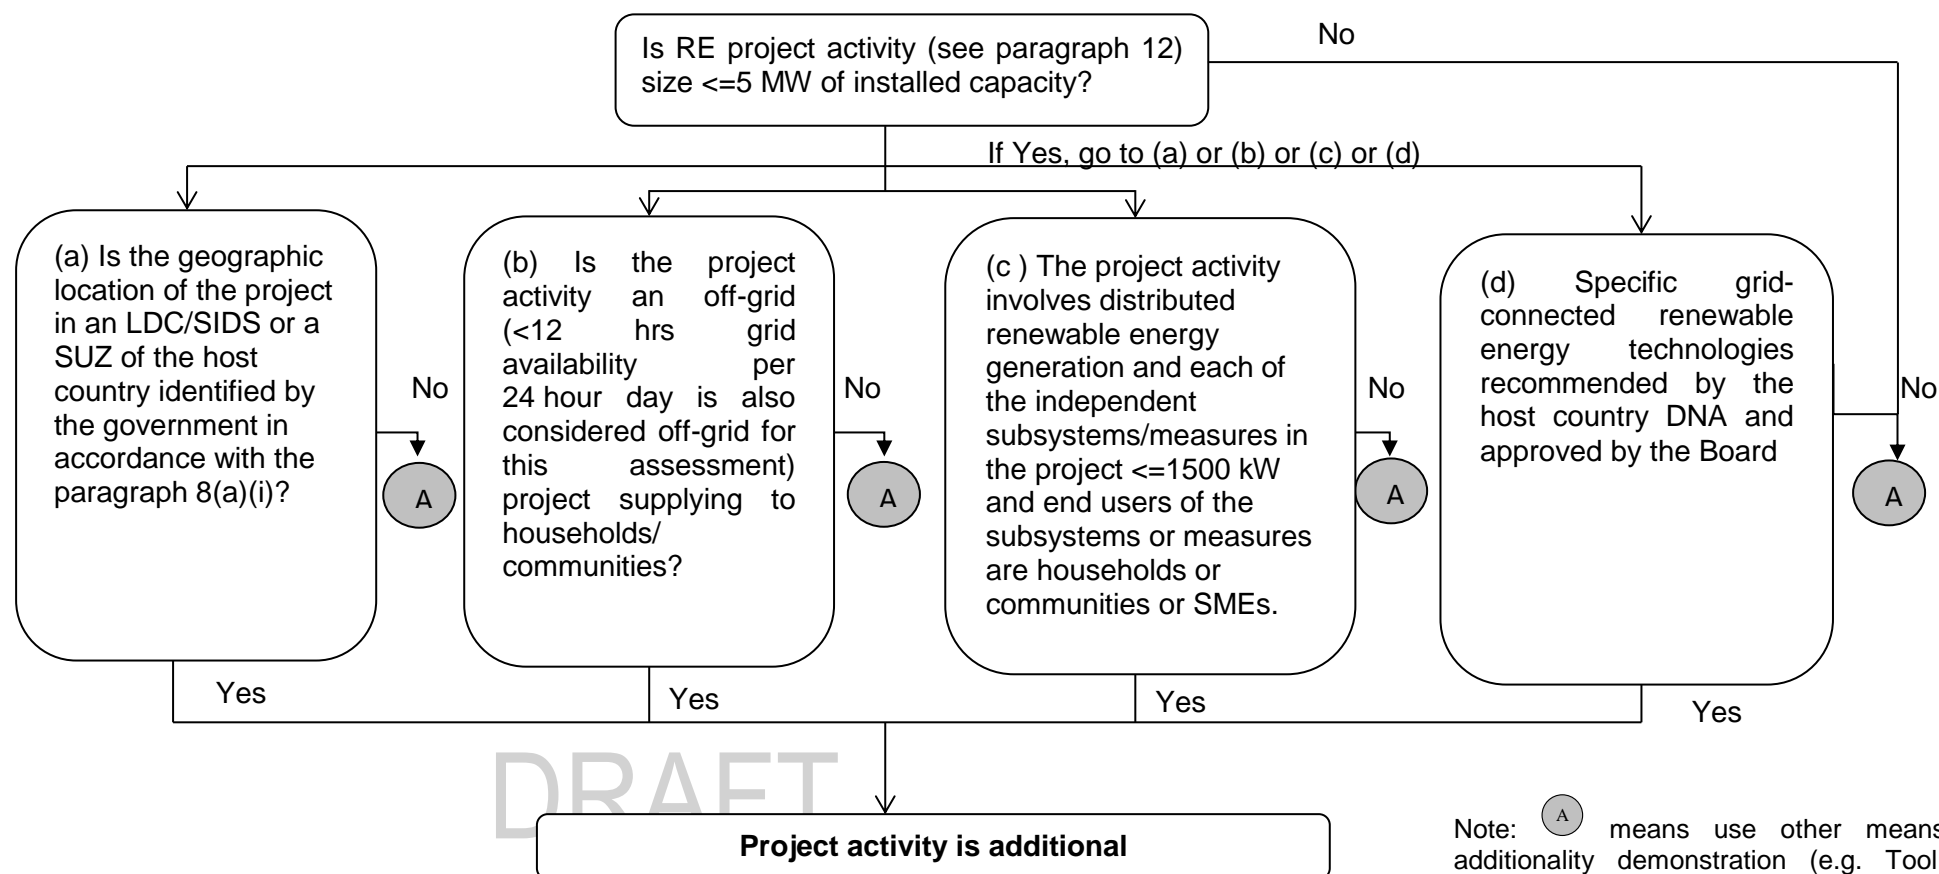 Is RE project activity (see paragraph 12)
size <=5 MW of installed capacity?
No
If Yes, go to (a) or (b) or (c) or (d)
(a) Is the geographic
location of the project
in an LDC/SIDS or a
SUZ of the host
country identified by
the government in
accordance with the
paragraph 8(a)(i)?
No
A
(b) Is the project
activity an off-grid
(<12 hrs grid
availability per
24 hour day is also
considered off-grid for
this assessment)
project supplying to
households/
communities?
No
A
(c ) The project activity
involves distributed
renewable energy
generation and each of
the independent
subsystems/measures in
the project <=1500 kW
and end users of the
subsystems or measures
are households or
communities or SMEs.
No
A
(d) Specific grid-
connected renewable
energy technologies
recommended by the
host country DNA and
approved by the Board
No
A
Yes
Yes
Yes
Yes
DRAFT
Project activity is additional
Note: A means use other means
additionality demonstration (e.g. Tool